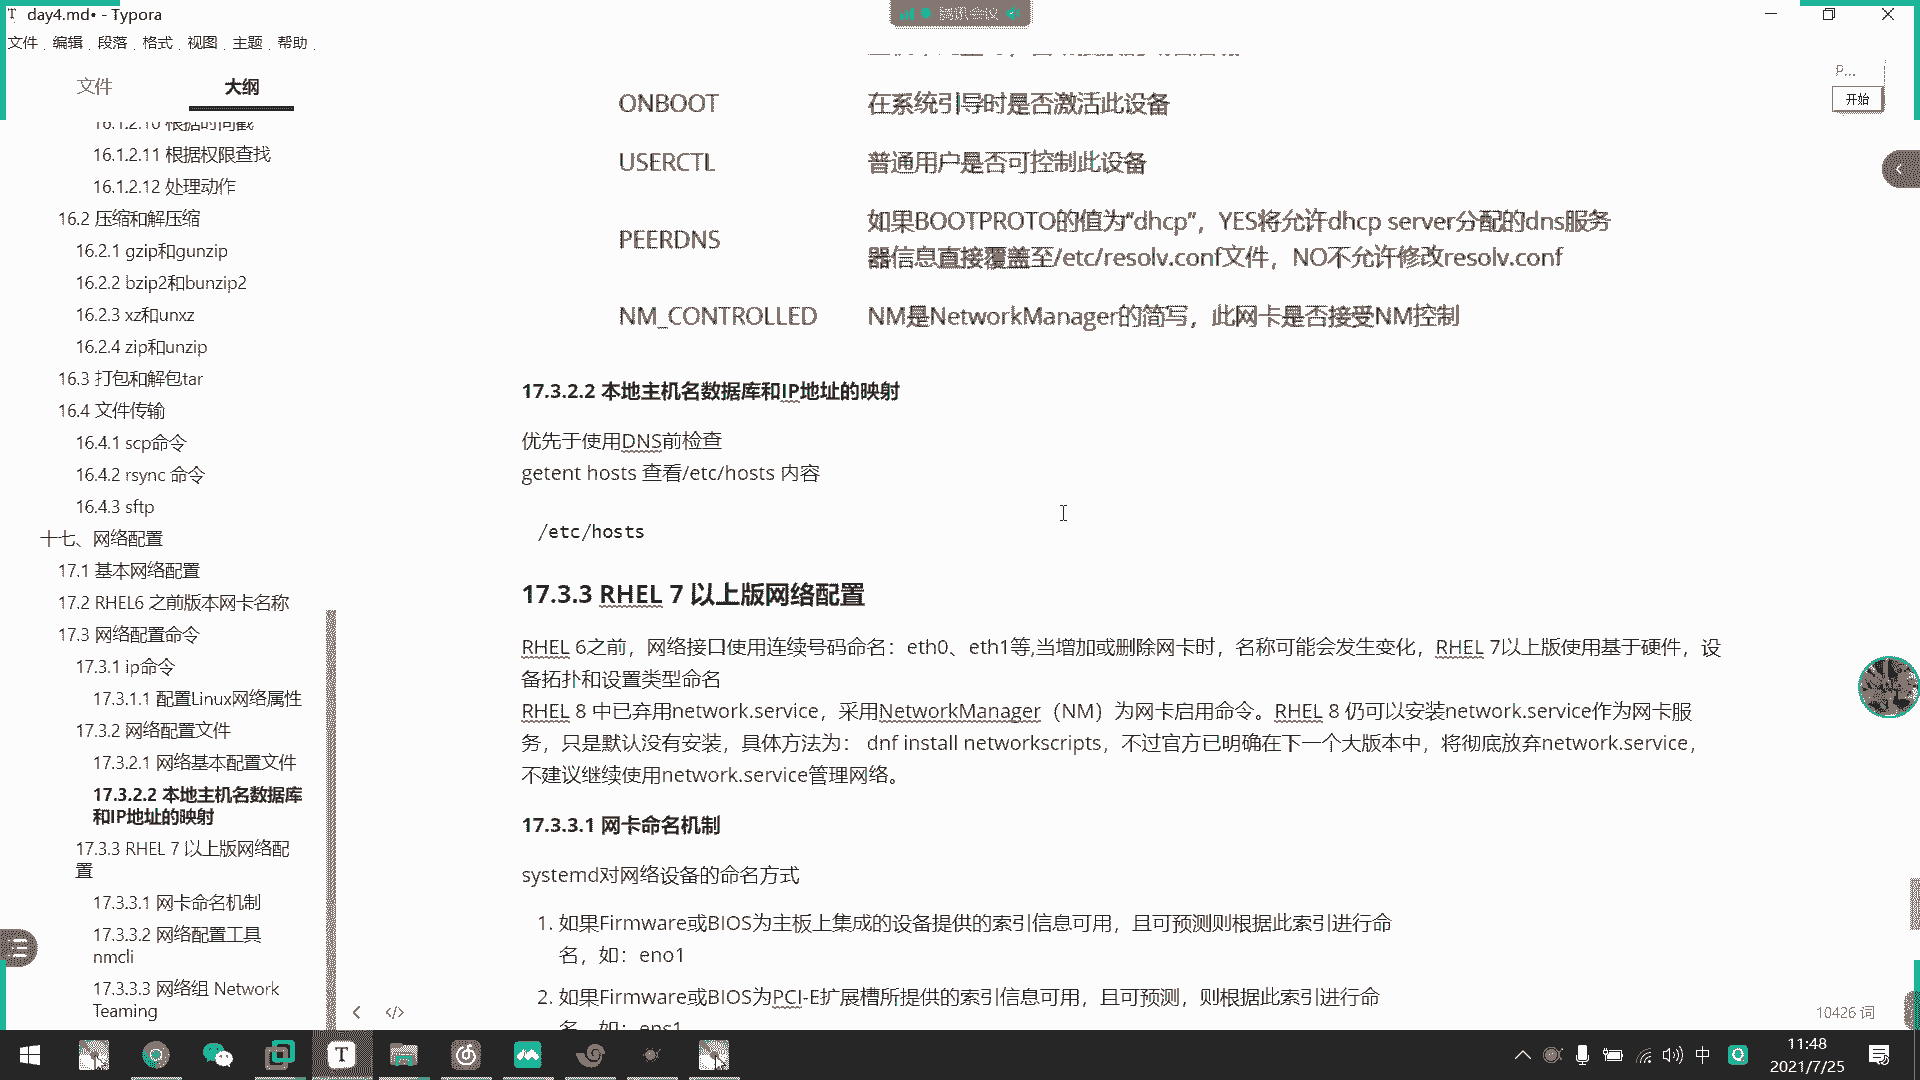 day4.md• - Typora
腾讯会议
文件 编辑 段落 格式 视图 主题 帮助
文件
大纲
16.1.2.10 根据时间戳
16.1.2.11 根据权限查找
16.1.2.12 处理动作
16.2 压缩和解压缩
16.2.1 gzip和gunzip
16.2.2 bzip2和bunzip2
16.2.3 xz和unxz
16.2.4 zip和unzip
16.3 打包和解包tar
16.4 文件传输
16.4.1 scp命令
16.4.2 rsync 命令
16.4.3 sftp
十七、网络配置
17.1 基本网络配置
17.2 RHEL6 之前版本网卡名称
17.3 网络配置命令
17.3.1 ip命令
17.3.1.1 配置Linux网络属性
17.3.2 网络配置文件
17.3.2.1 网络基本配置文件
17.3.2.2 本地主机名数据库
和IP地址的映射
17.3.3 RHEL 7 以上版网络配
置
17.3.3.1 网卡命名机制
17.3.3.2 网络配置工具
nmcli
17.3.3.3 网络组 Network
Teaming
ONBOOT 在系统引导时是否激活此设备
USERCTL 普通用户是否可控制此设备
PEERDNS 如果BOOTPROTO的值为“dhcp”，YES将允许dhcp server分配的dns服务
器信息直接覆盖至/etc/resolv.conf文件，NO不允许修改resolv.conf
NM_CONTROLLED NM是NetworkManager的简写，此网卡是否接受NM控制
17.3.2.2 本地主机名数据库和IP地址的映射
优先于使用DNS前检查
getent hosts 查看/etc/hosts 内容
/etc/hosts
17.3.3 RHEL 7 以上版网络配置
RHEL 6之前，网络接口使用连续号码命名：eth0、eth1等,当增加或删除网卡时，名称可能会发生变化，RHEL 7以上版使用基于硬件，设
备拓扑和设置类型命名
RHEL 8 中已弃用network.service，采用NetworkManager（NM）为网卡启用命令。RHEL 8 仍可以安装network.service作为网卡服
务，只是默认没有安装，具体方法为： dnf install networkscripts，不过官方已明确在下一个大版本中，将彻底放弃network.service，
不建议继续使用network.service管理网络。
17.3.3.1 网卡命名机制
systemd对网络设备的命名方式
1. 如果Firmware或BIOS为主板上集成的设备提供的索引信息可用，且可预测则根据此索引进行命
名，如：eno1
2. 如果Firmware或BIOS为PCI-E扩展槽所提供的索引信息可用，且可预测，则根据此索引进行命
名，如：ens1
P...
开始
10426 词
中
11:48
2021/7/25